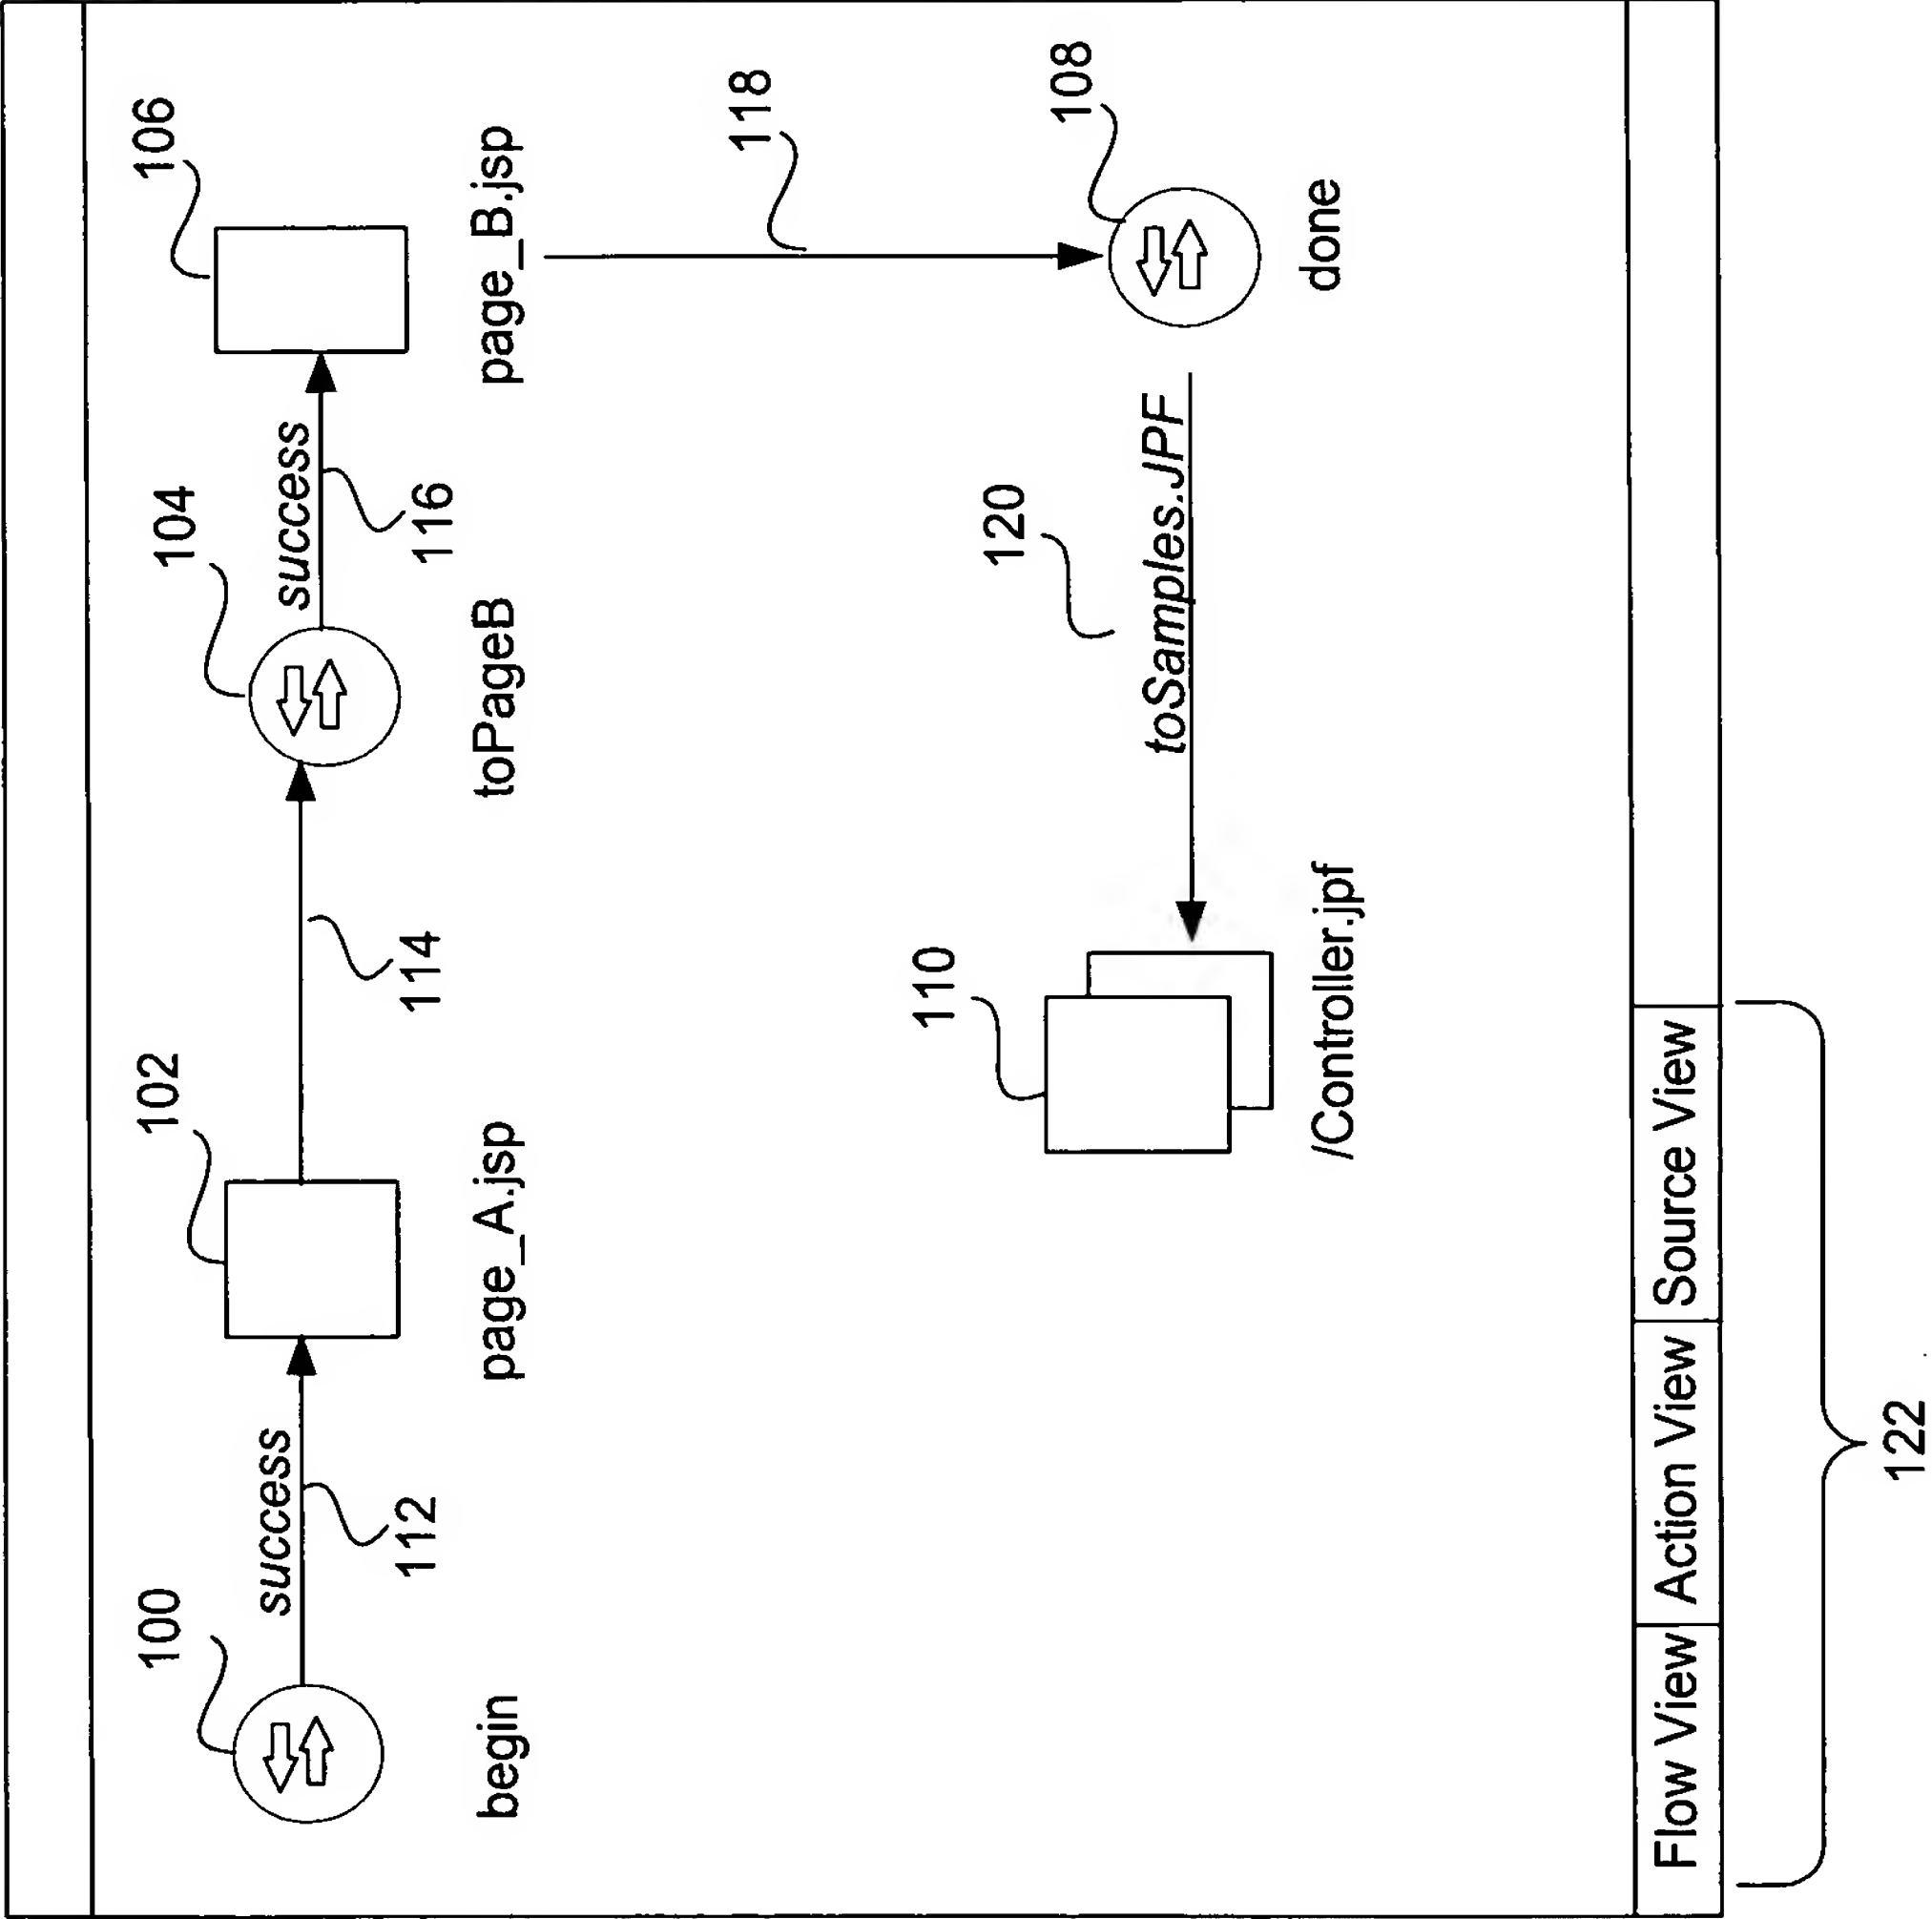 100
success
112
begin
102
page_A.jsp
114
104
toPageB
success
116
106
page_B.jsp
118
108
done
120
toSamples.JPF
110
/Controller.jpf
Flow View
Action View
Source View
122